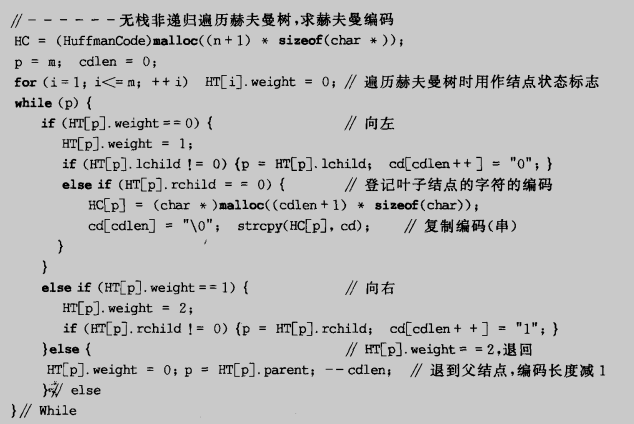 //------无栈非递归遍历赫夫曼树,求赫夫曼编码
HC = (HuffmanCode)malloc((n+1) * sizeof(char *));
p = m; cdlen = 0;
for (i=1; i<=m; ++i) HT[i].weight = 0; // 遍历赫夫曼树时用作结点状态标志
while (p) {
if (HT[p].weight==0) { // 向左
HT[p].weight = 1;
if (HT[p].lchild != 0) {p = HT[p].lchild; cd[cdlen++] = "0"; }
else if (HT[p].rchild == 0) { // 登记叶子结点的字符的编码
HC[p] = (char *)malloc((cdlen+1) * sizeof(char));
cd[cdlen] = "\0"; strcpy(HC[p], cd); // 复制编码(串)
}
}
else if (HT[p].weight==1) { // 向右
HT[p].weight = 2;
if (HT[p].rchild != 0) {p = HT[p].rchild; cd[cdlen++] = "1"; }
}else { // HT[p].weight==2,退回
HT[p].weight = 0; p = HT[p].parent; --cdlen; // 退到父结点,编码长度减1
}// else
}// While